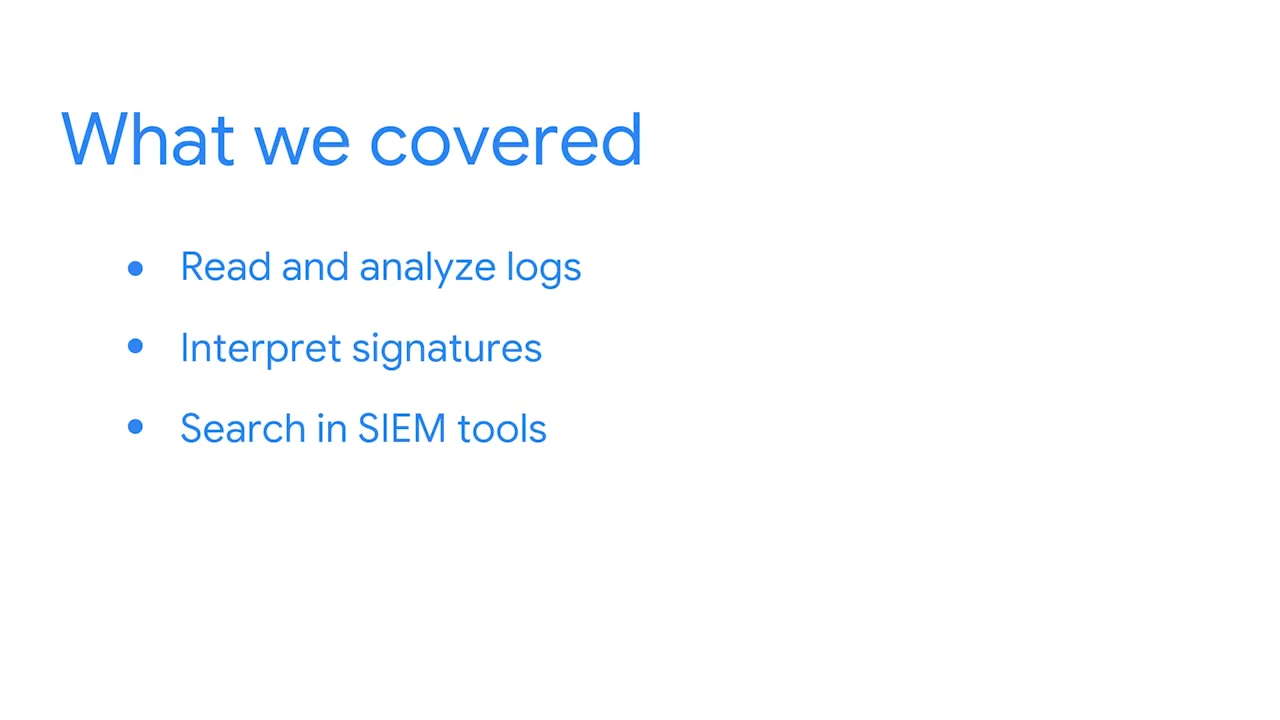 What we covered
• Read and analyze logs
• Interpret signatures
• Search in SIEM tools